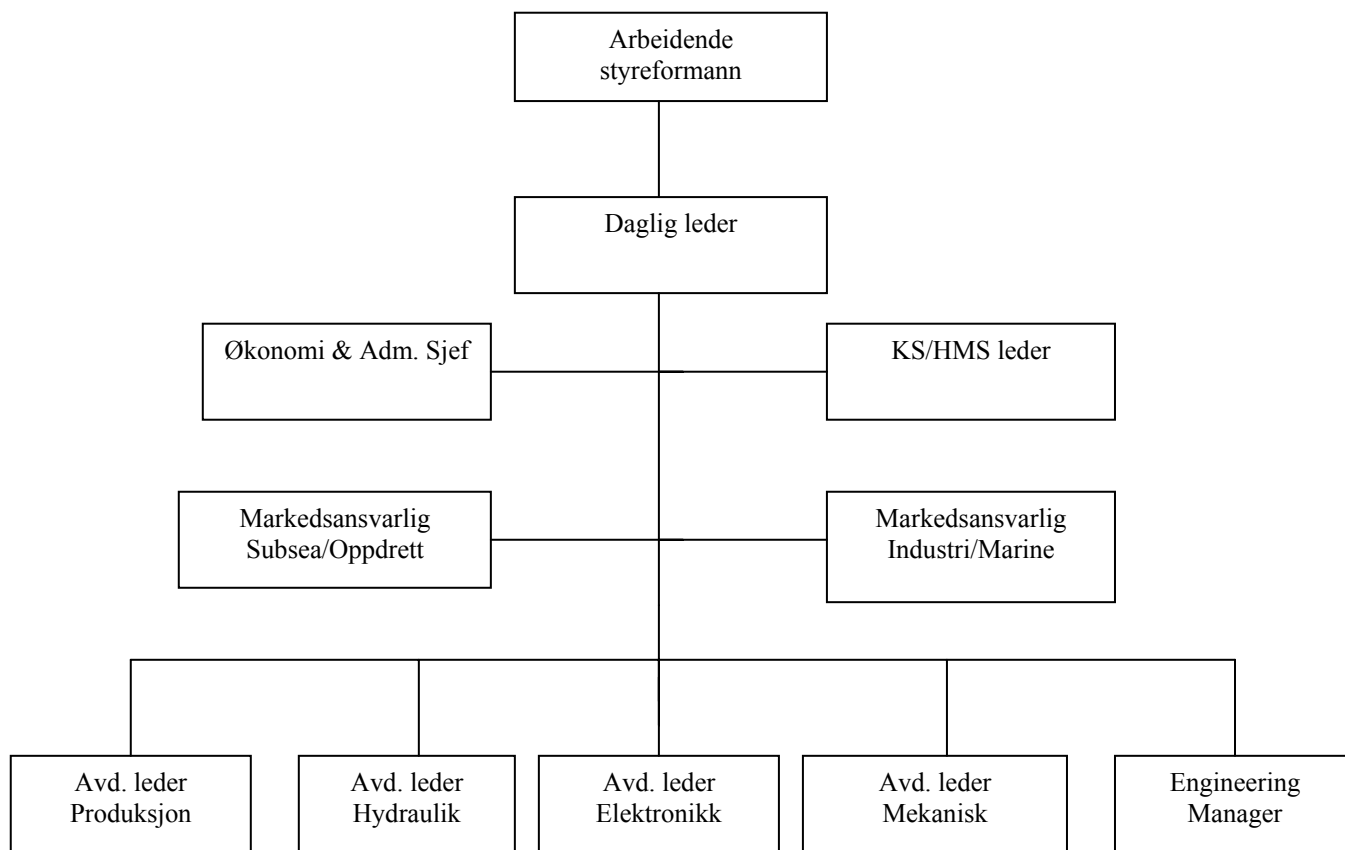 Arbeidende
styreformann
Daglig leder
Økonomi & Adm. Sjef
KS/HMS leder
Markedsansvarlig
Subsea/Oppdrett
Markedsansvarlig
Industri/Marine
Avd. leder
Produksjon
Avd. leder
Hydraulik
Avd. leder
Elektronikk
Avd. leder
Mekanisk
Engineering
Manager